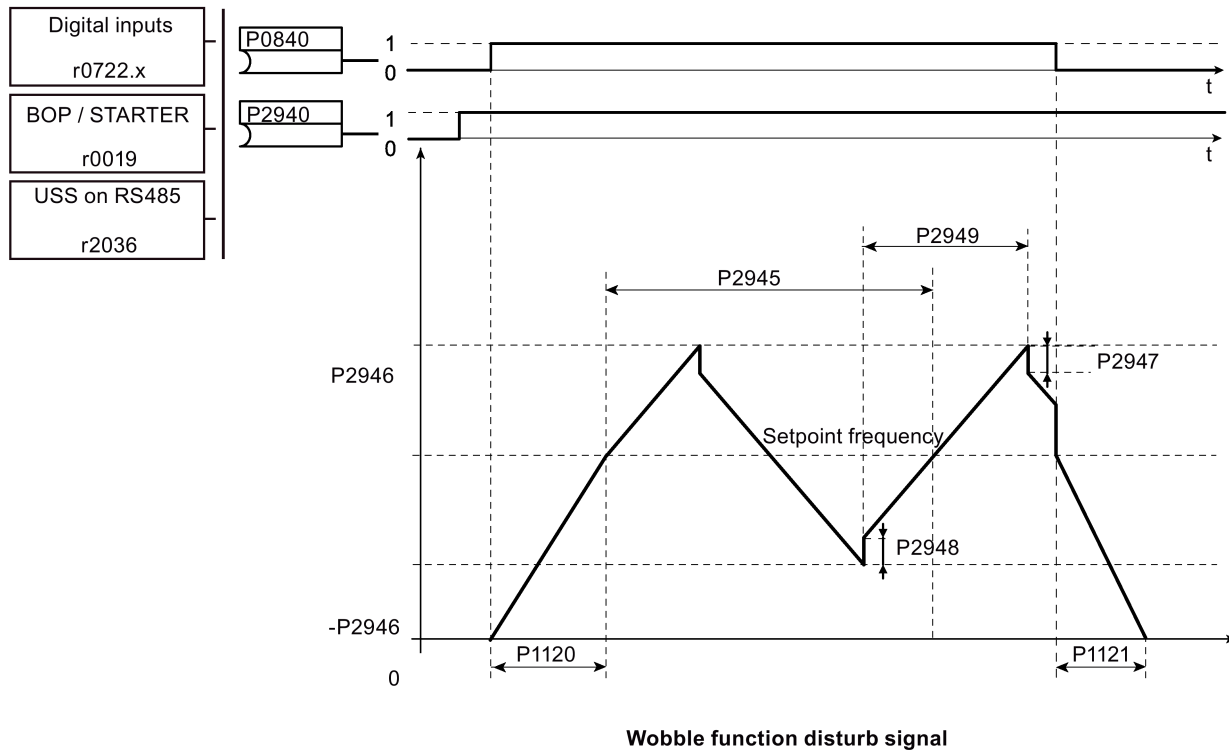 Digital inputs
r0722.x
BOP / STARTER
r0019
USS on RS485
r2036
P0840
1
0
t
P2940
1
0
t
P2949
P2945
P2946
P2947
Setpoint frequency
P2948
-P2946
P1120
P1121
0
Wobble function disturb signal